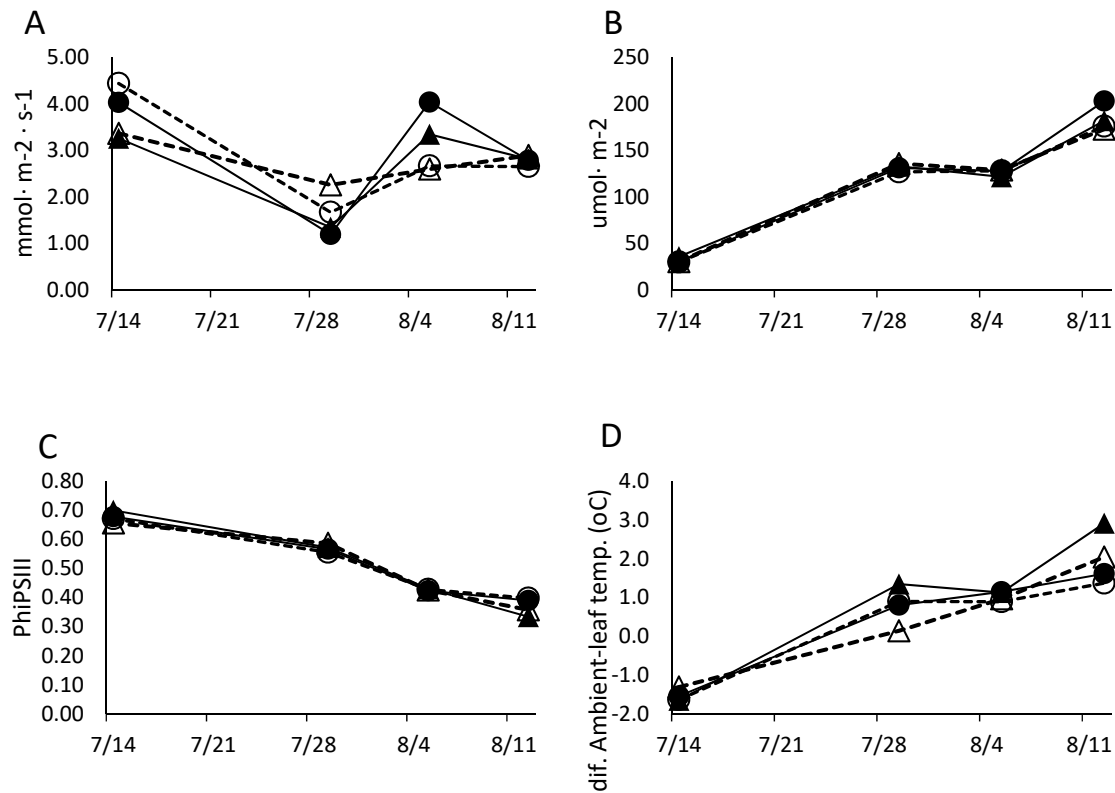 A
5.00
4.00
3.00
2.00
1.00
0.00
mmol· m-2 · s-1
7/14 7/21 7/28 8/4 8/11
B
250
200
150
100
50
0
umol· m-2
7/14 7/21 7/28 8/4 8/11
C
0.80
0.70
0.60
0.50
0.40
0.30
0.20
0.10
0.00
PhiPSIII
7/14 7/21 7/28 8/4 8/11
D
4.0
3.0
2.0
1.0
0.0
-1.0
-2.0
dif. Ambient-leaf temp. (oC)
7/14 7/21 7/28 8/4 8/11